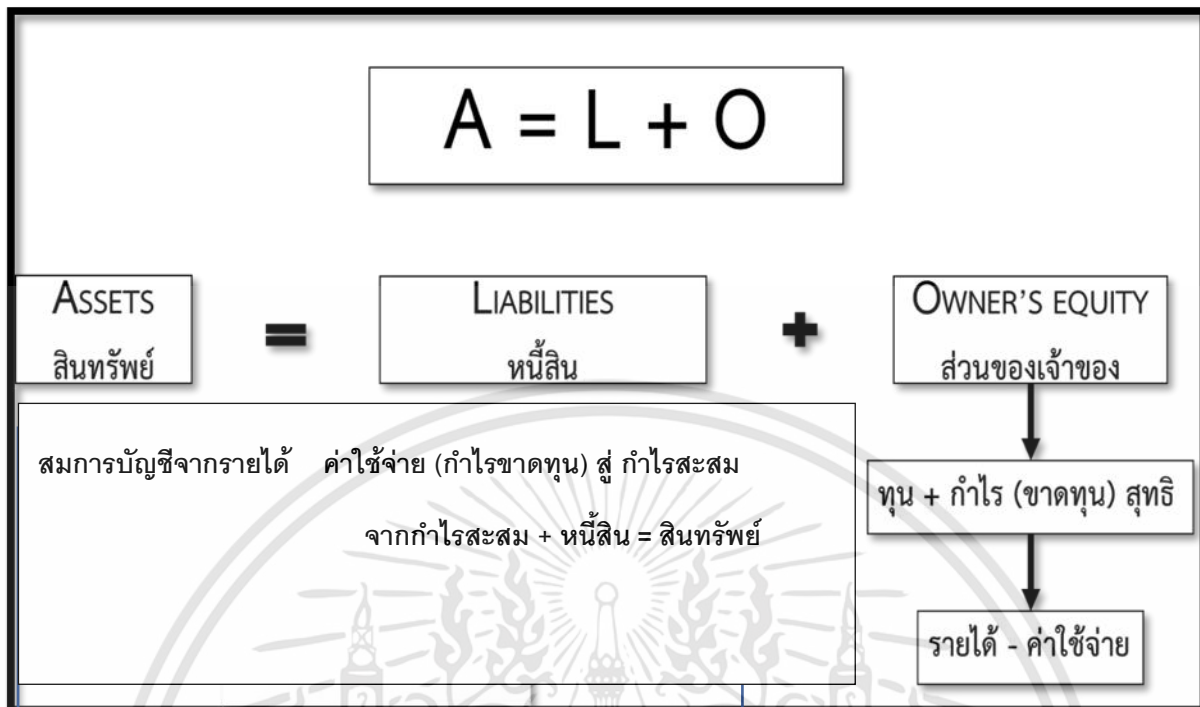 A = L + O
ASSETS
สินทรัพย์
=
LIABILITIES
หนี้สิน
+
OWNER'S EQUITY
ส่วนของเจ้าของ
สมการบัญชีจากรายได้ ค่าใช้จ่าย (กำไรขาดทุน) สู่ กำไรสะสม
จากกำไรสะสม + หนี้สิน = สินทรัพย์
ทุน + กำไร (ขาดทุน) สุทธิ
รายได้ - ค่าใช้จ่าย